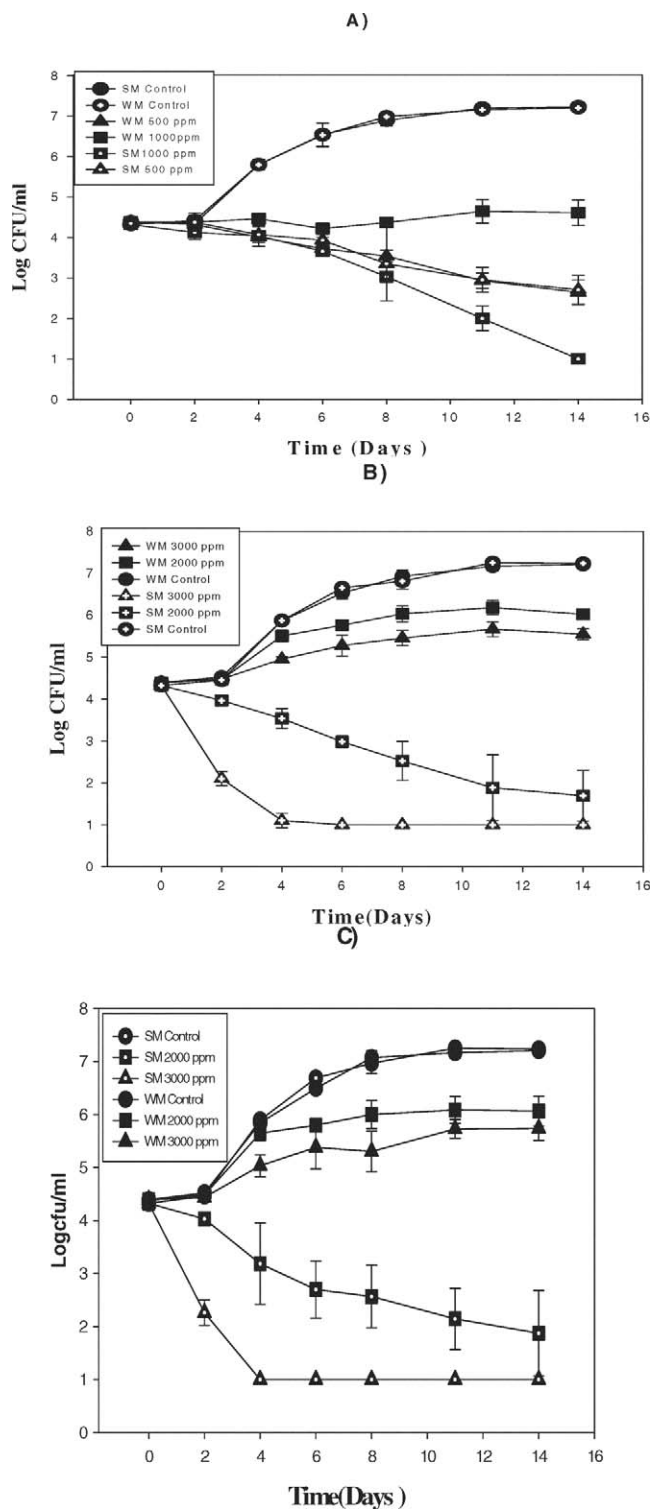 A)
8
7
6
5
4
3
2
1
0
Log CFU/ml
SM Control
WM Control
WM 500 ppm
WM 1000ppm
SM1000 ppm
SM 500 ppm
0 2 4 6 8 10 12 14 16
Time (Days )
B)
8
7
6
5
4
3
2
1
0
Log CFU/ml
WM 3000 ppm
WM 2000 ppm
WM Control
SM 3000 ppm
SM 2000 ppm
SM Control
0 2 4 6 8 10 12 14 16
Time(Days)
C)
8
7
6
5
4
3
2
1
0
Logcfu/ml
SM Control
SM 2000 ppm
SM 3000 ppm
WM Control
WM 2000 ppm
WM 3000 ppm
0 2 4 6 8 10 12 14 16
Time(Days )